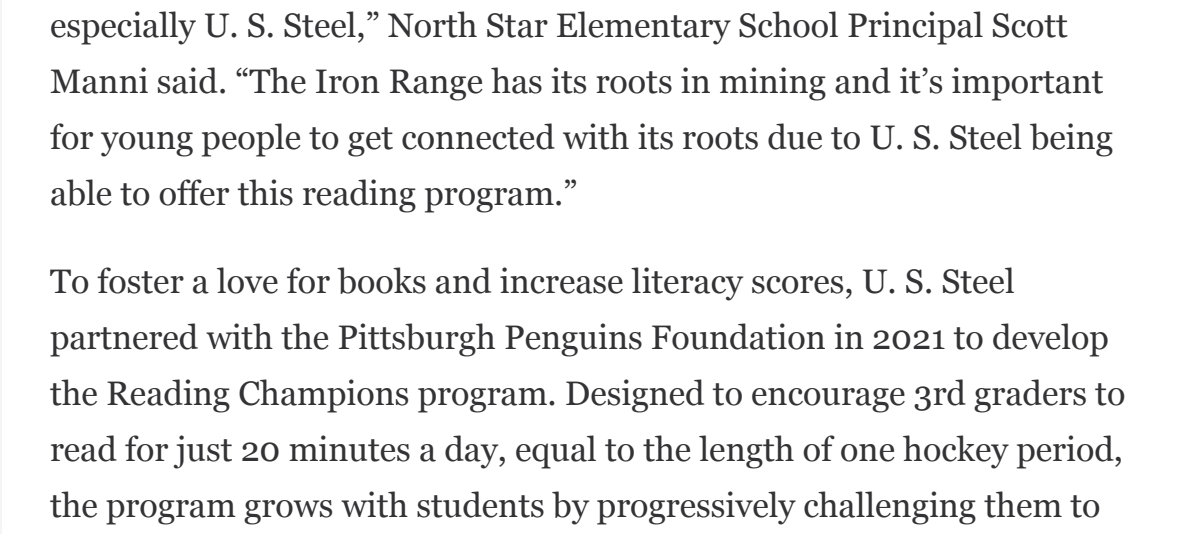 especially U. S. Steel,” North Star Elementary School Principal Scott
Manni said. “The Iron Range has its roots in mining and it’s important
for young people to get connected with its roots due to U. S. Steel being
able to offer this reading program.”
To foster a love for books and increase literacy scores, U. S. Steel
partnered with the Pittsburgh Penguins Foundation in 2021 to develop
the Reading Champions program. Designed to encourage 3rd graders to
read for just 20 minutes a day, equal to the length of one hockey period,
the program grows with students by progressively challenging them to